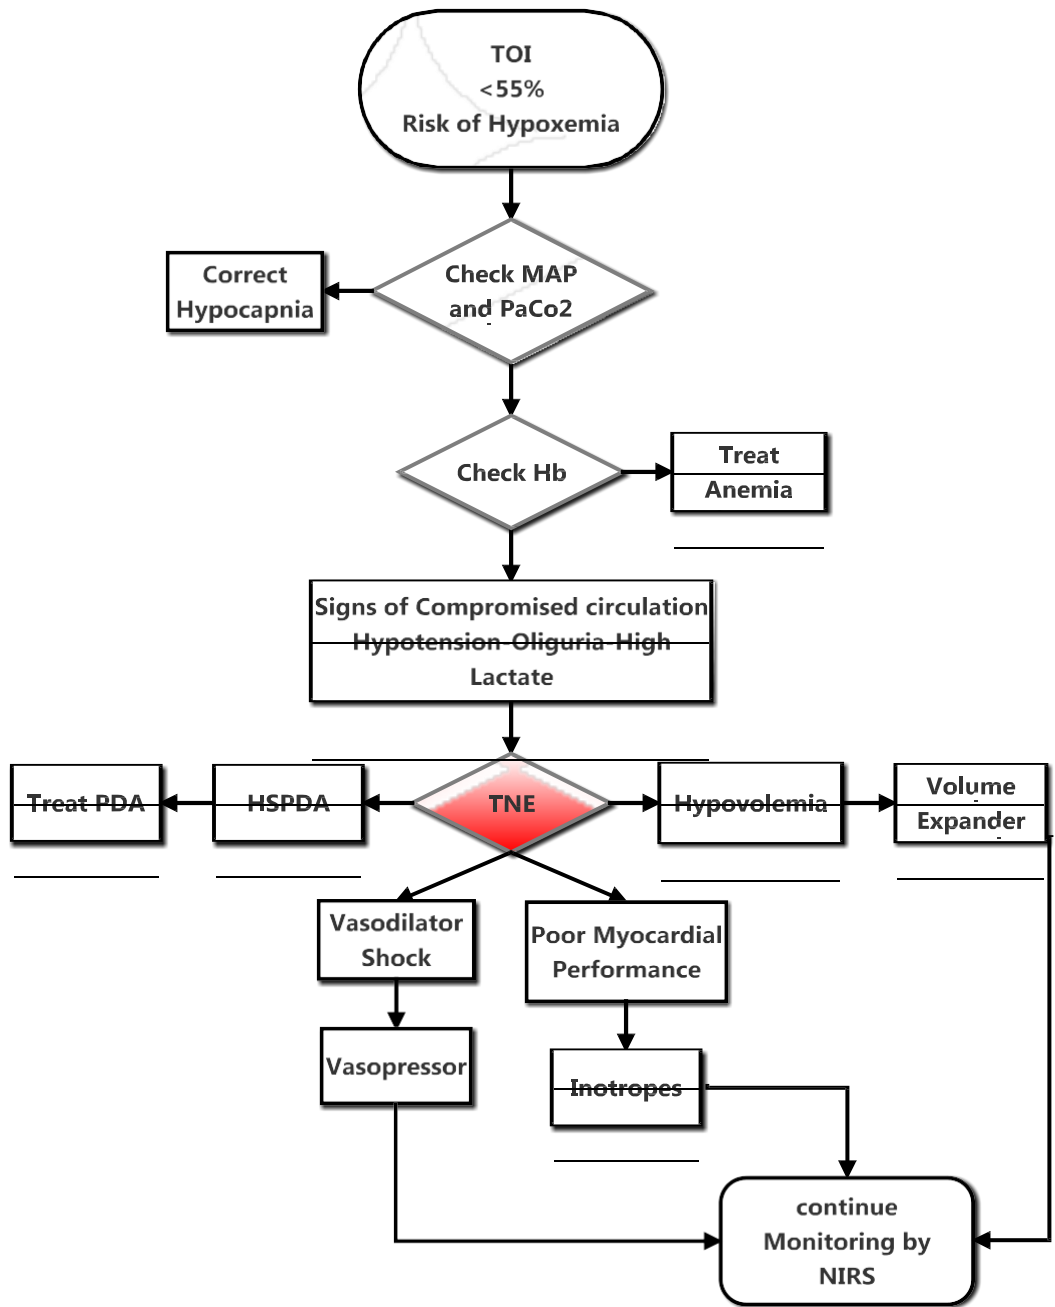 TOI
<55%
Risk of Hypoxemia
Check MAP
and PaCo2
Correct
Hypocapnia
Check Hb
Treat
Anemia
Signs of Compromised circulation
Hypotension-Oliguria-High
Lactate
Treat PDA
HSPDA
TNE
Hypovolemia
Volume
Expander
Vasodilator
Shock
Poor Myocardial
Performance
Vasopressor
Inotropes
continue
Monitoring by
NIRS